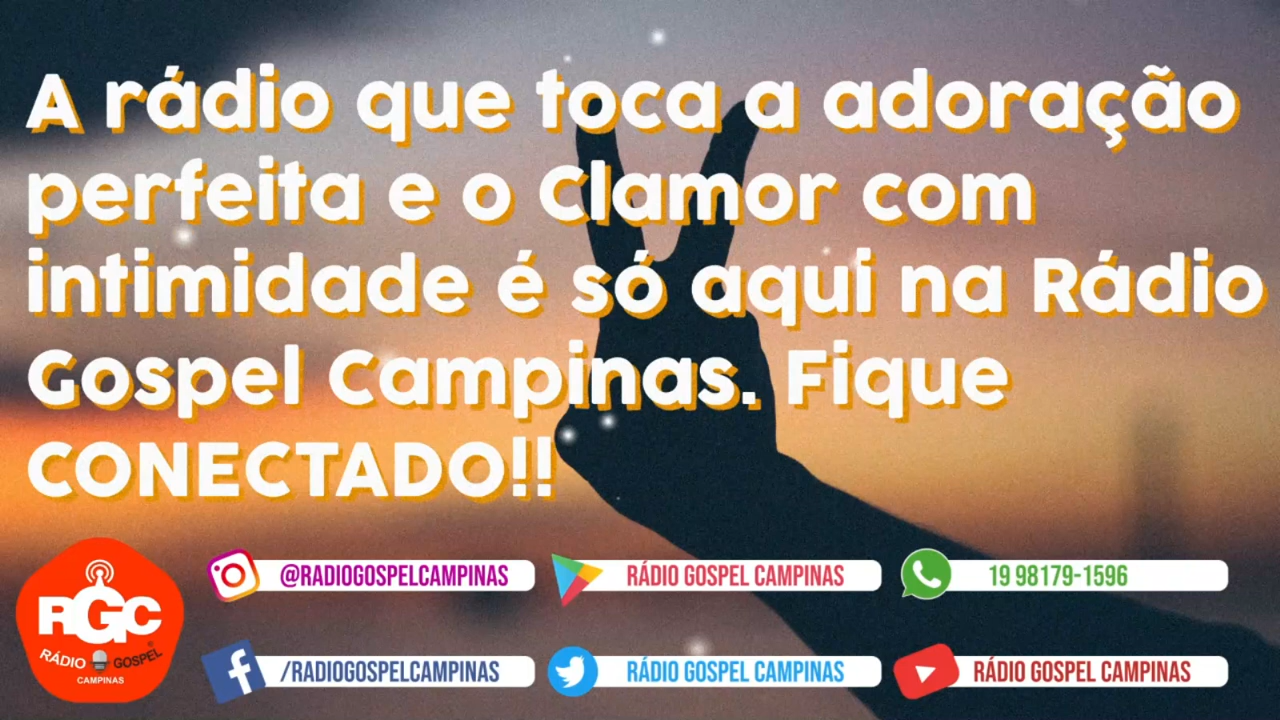 A rádio que toca a adoração
perfeita e o Clamor com
intimidade é só aqui na Rádio
Gospel Campinas. Fique
CONECTADO!!
RGC
RÁDIO GOSPEL
CAMPINAS
@RADIOGOSPELCAMPINAS
RÁDIO GOSPEL CAMPINAS
19 98179-1596
/RADIOGOSPELCAMPINAS
RÁDIO GOSPEL CAMPINAS
RÁDIO GOSPEL CAMPINAS